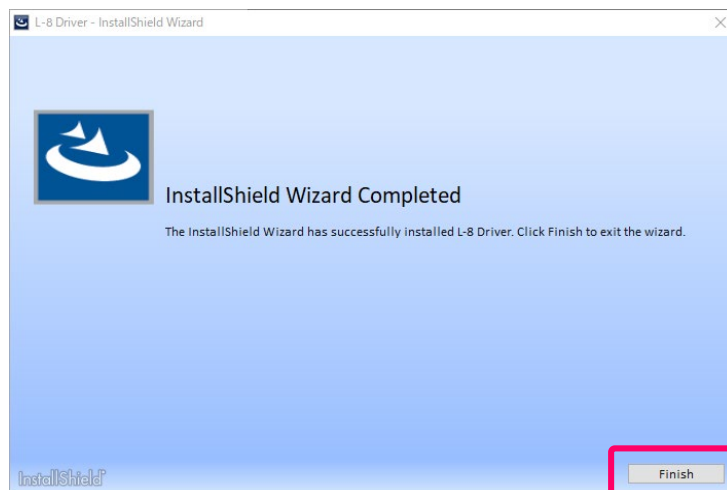 L-8 Driver - InstallShield Wizard
InstallShield Wizard Completed
The InstallShield Wizard has successfully installed L-8 Driver. Click Finish to exit the wizard.
InstallShield™
Finish